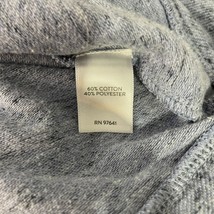 60% COTTON
40% POLYESTER
RN 97641